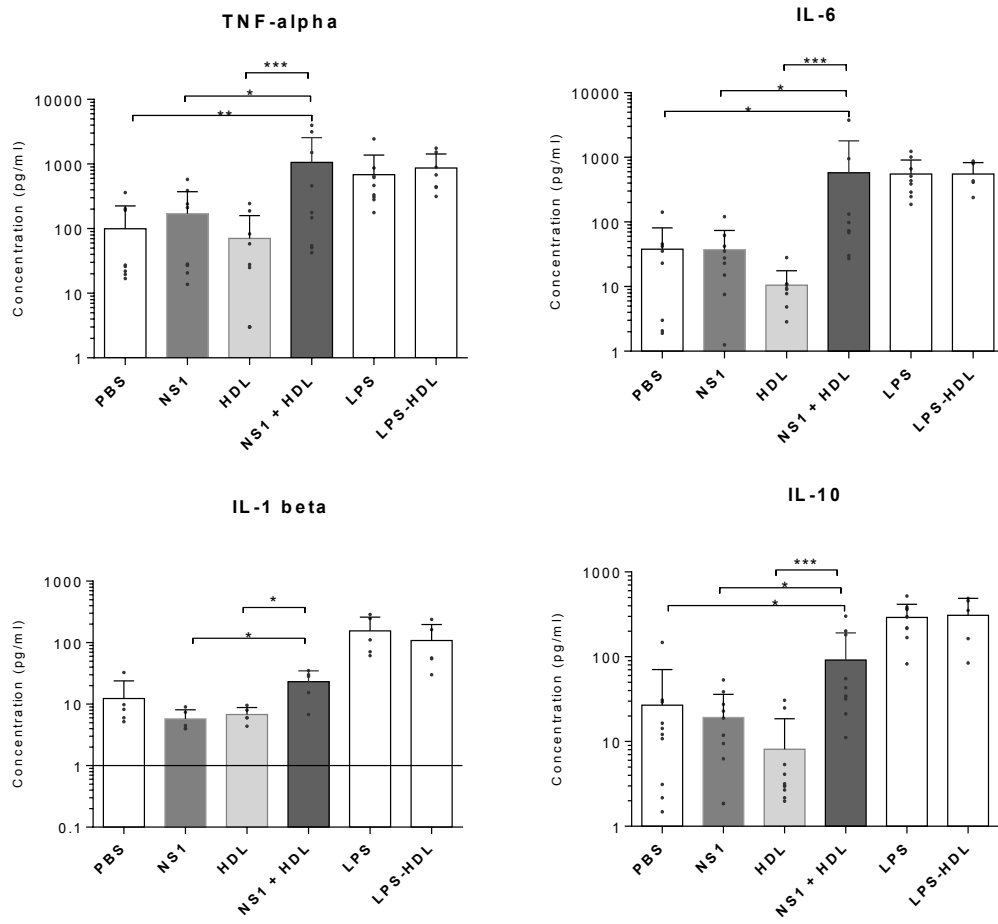 TNF-alpha
***
*
**
10000
1000
100
10
1
Concentration (pg/ml)
PBS
NS1
HDL
NS1 + HDL
LPS
LPS-HDL
IL-6
***
*
*
10000
1000
100
10
1
Concentration (pg/ml)
PBS
NS1
HDL
NS1 + HDL
LPS
LPS-HDL
IL-1 beta
*
*
1000
100
10
1
0.1
Concentration (pg/ml)
PBS
NS1
HDL
NS1 + HDL
LPS
LPS-HDL
IL-10
***
*
*
1000
100
10
1
Concentration (pg/ml)
PBS
NS1
HDL
NS1 + HDL
LPS
LPS-HDL